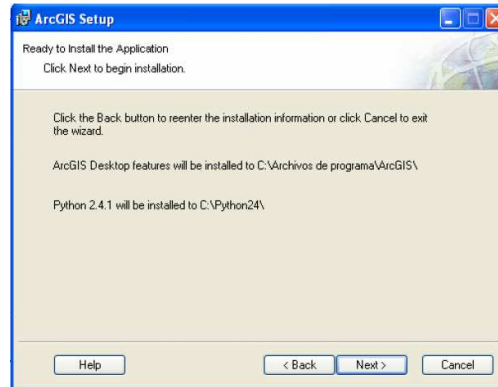 ArcGIS Setup
Ready to Install the Application
Click Next to begin installation.
Click the Back button to reenter the installation information or click Cancel to exit
the wizard.
ArcGIS Desktop features will be installed to C:\Archivos de programa\ArcGIS\
Python 2.4.1 will be installed to C:\Python24\
Help
< Back
Next >
Cancel